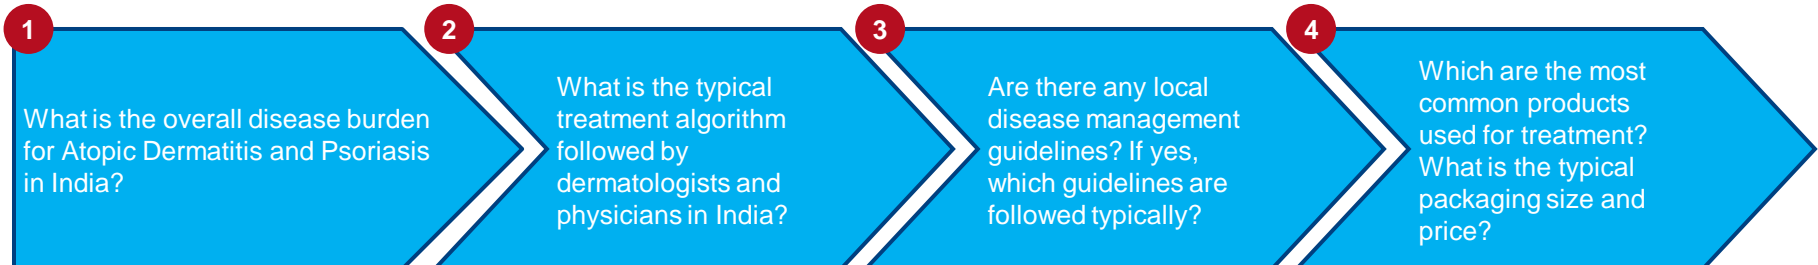 1
What is the overall disease burden
for Atopic Dermatitis and Psoriasis
in India?
2
What is the typical
treatment algorithm
followed by
dermatologists and
physicians in India?
3
Are there any local
disease management
guidelines? If yes,
which guidelines are
followed typically?
4
Which are the most
common products
used for treatment?
What is the typical
packaging size and
price?